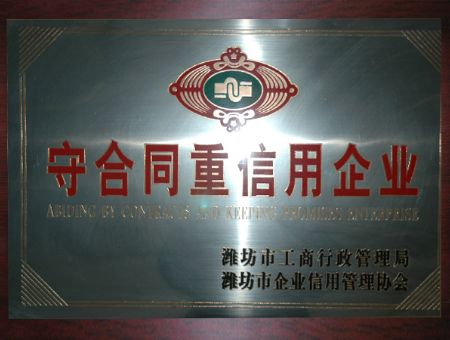 守合同重信用企业
ABIDING BY CONTRACTS AND KEEPING PROMISES ENTERPRISE
潍坊市工商行政管理局
潍坊市企业信用管理协会